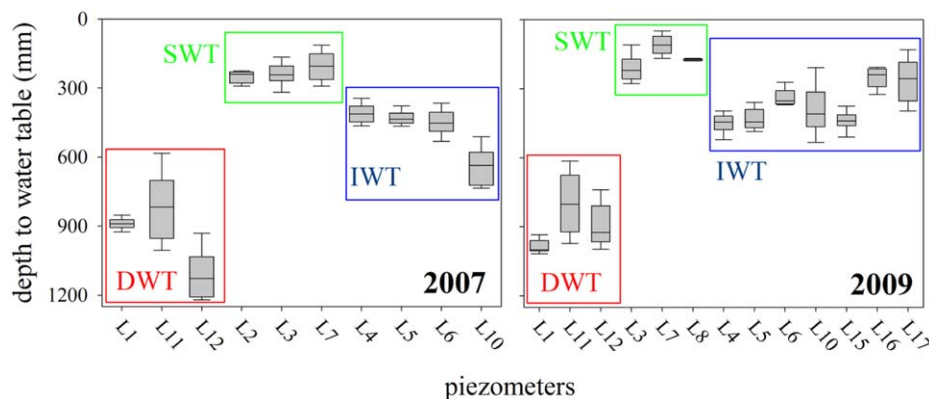 depth to water table (mm)
0
300
600
900
1200
SWT
IWT
DWT
2007
L1
L11
L12
L2
L3
L7
L4
L5
L6
L10
SWT
IWT
DWT
2009
L1
L11
L12
L3
L7
L8
L4
L5
L6
L10
L15
L16
L17
piezometers